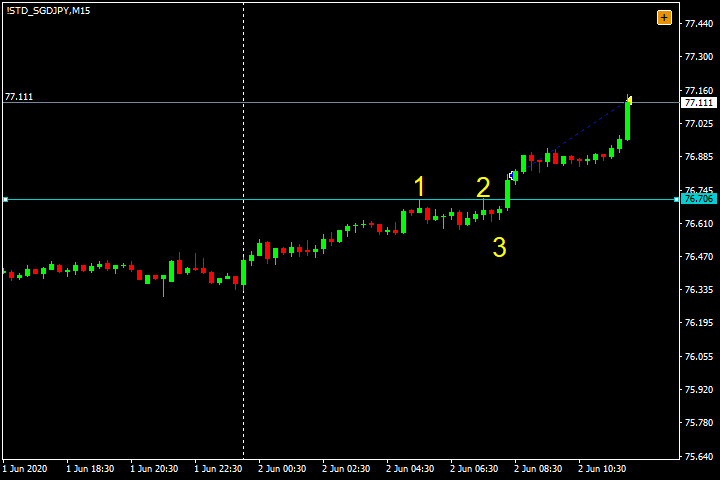 !STD_SGDJPY,M15
+
77.440
77.300
77.160
77.111
77.111
77.025
76.885
1
2
76.745
76.706
76.610
3
76.470
76.335
76.195
76.055
75.920
75.780
75.640
1 Jun 2020
1 Jun 18:30
1 Jun 20:30
1 Jun 22:30
2 Jun 00:30
2 Jun 02:30
2 Jun 04:30
2 Jun 06:30
2 Jun 08:30
2 Jun 10:30